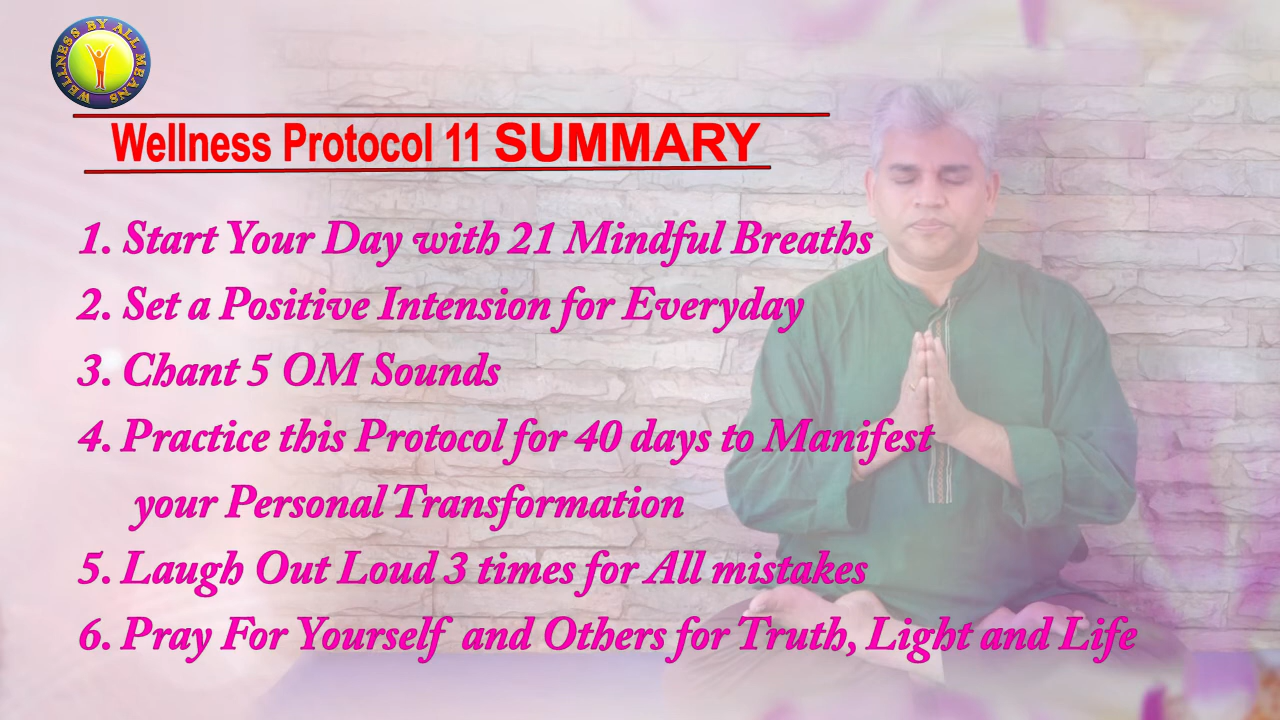 WELLNESS BY ALL MEANS
Wellness Protocol 11 SUMMARY
1. Start Your Day with 21 Mindful Breaths
2. Set a Positive Intension for Everyday
3. Chant 5 OM Sounds
4. Practice this Protocol for 40 days to Manifest
your Personal Transformation
5. Laugh Out Loud 3 times for All mistakes
6. Pray For Yourself and Others for Truth, Light and Life